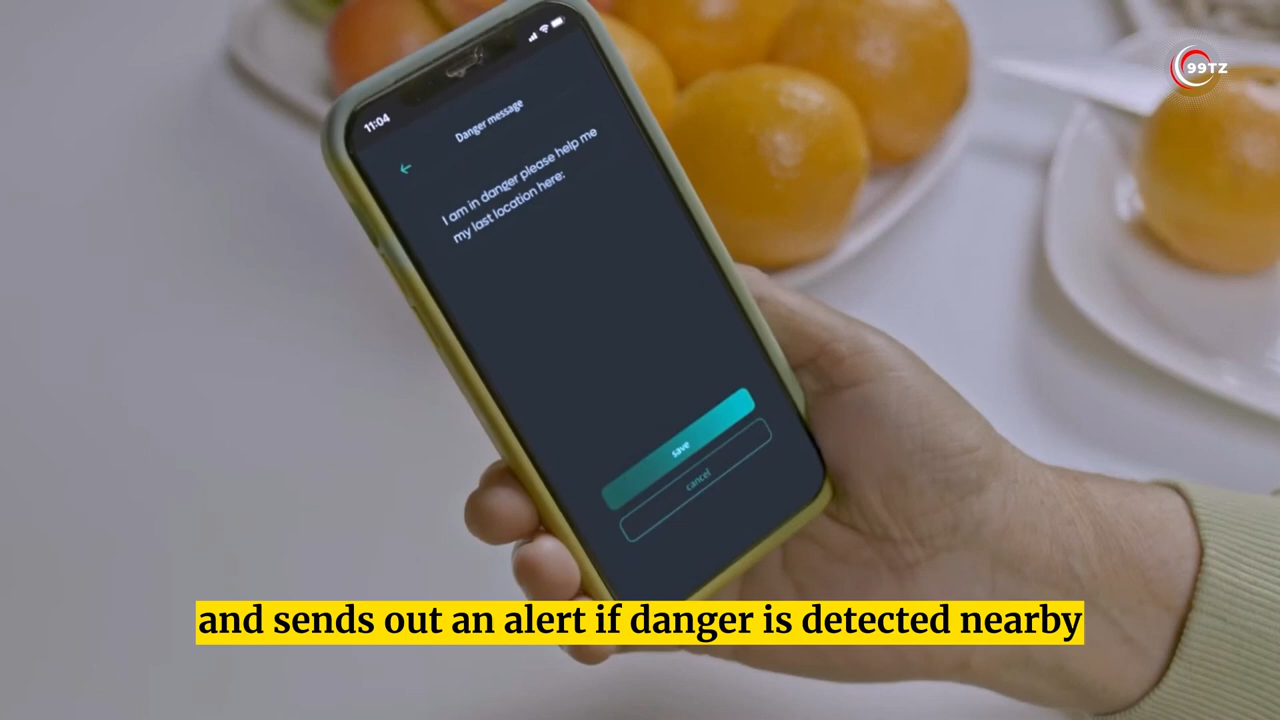 99TZ
11:04
Danger message
I am in danger please help me
my last location here:
save
cancel
and sends out an alert if danger is detected nearby